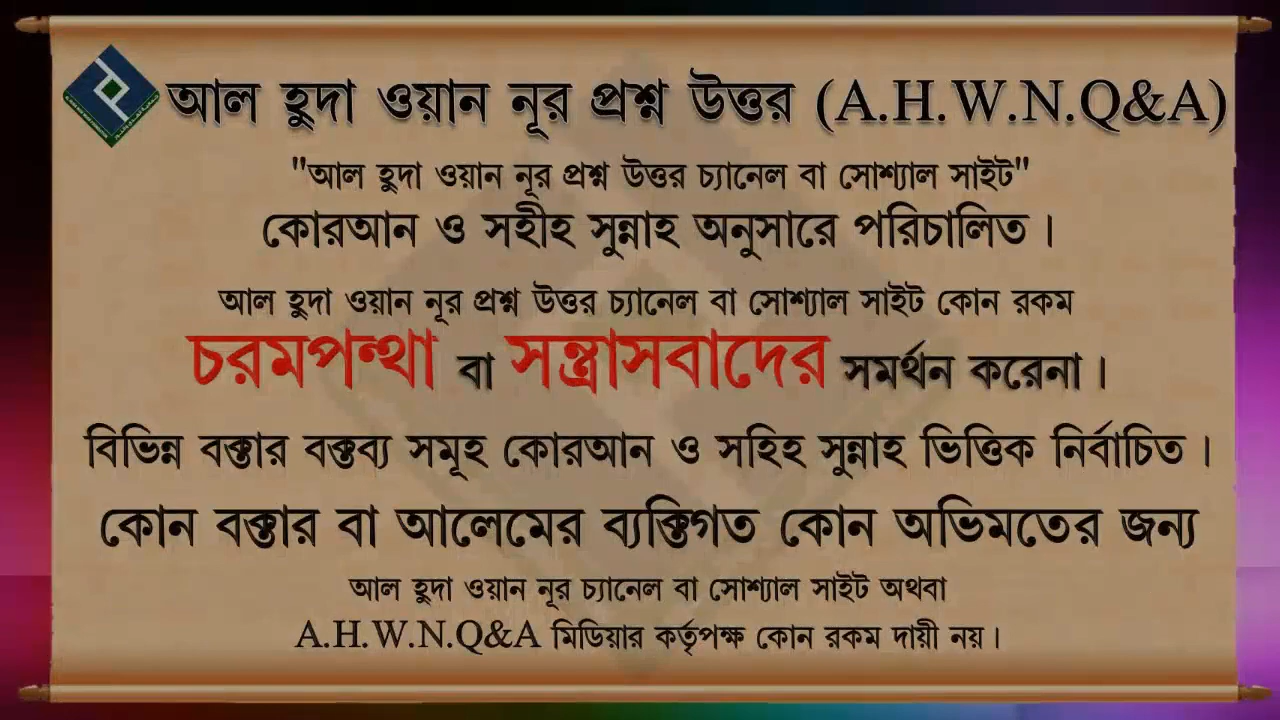 আল হুদা ওয়ান নূর প্রশ্ন উত্তর (A.H.W.N.Q&A)
"আল হুদা ওয়ান নূর প্রশ্ন উত্তর চ্যানেল বা সোশ্যাল সাইট"
কোরআন ও সহীহ সুন্নাহ অনুসারে পরিচালিত ।
আল হুদা ওয়ান নূর প্রশ্ন উত্তর চ্যানেল বা সোশ্যাল সাইট কোন রকম
চরমপন্থা বা সন্ত্রাসবাদের সমর্থন করেনা ।
বিভিন্ন বক্তার বক্তব্য সমূহ কোরআন ও সহিহ সুন্নাহ ভিত্তিক নির্বাচিত ।
কোন বক্তার বা আলেমের ব্যক্তিগত কোন অভিমতের জন্য
আল হুদা ওয়ান নূর চ্যানেল বা সোশ্যাল সাইট অথবা
A.H.W.N.Q&A মিডিয়ার কর্তৃপক্ষ কোন রকম দায়ী নয় ।